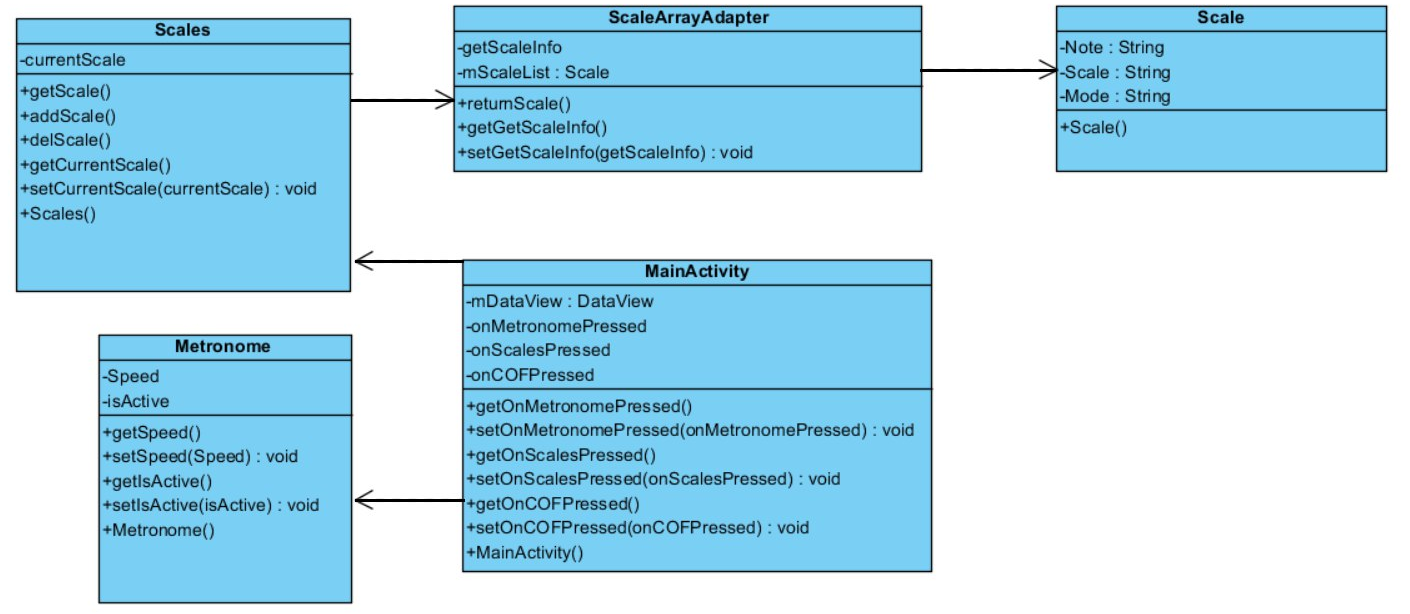 Scales
-currentScale
+getScale()
+addScale()
+delScale()
+getCurrentScale()
+setCurrentScale(currentScale) : void
+Scales()
ScaleArrayAdapter
-getScaleInfo
-mScaleList : Scale
+returnScale()
+getGetScaleInfo()
+setGetScaleInfo(getScaleInfo) : void
Scale
-Note : String
-Scale : String
-Mode : String
+Scale()
Metronome
-Speed
-isActive
+getSpeed()
+setSpeed(Speed) : void
+getIsActive()
+setIsActive(isActive) : void
+Metronome()
MainActivity
-mDataView : DataView
-onMetronomePressed
-onScalesPressed
-onCOFPressed
+getOnMetronomePressed()
+setOnMetronomePressed(onMetronomePressed) : void
+getOnScalesPressed()
+setOnScalesPressed(onScalesPressed) : void
+getOnCOFPressed()
+setOnCOFPressed(onCOFPressed) : void
+MainActivity()